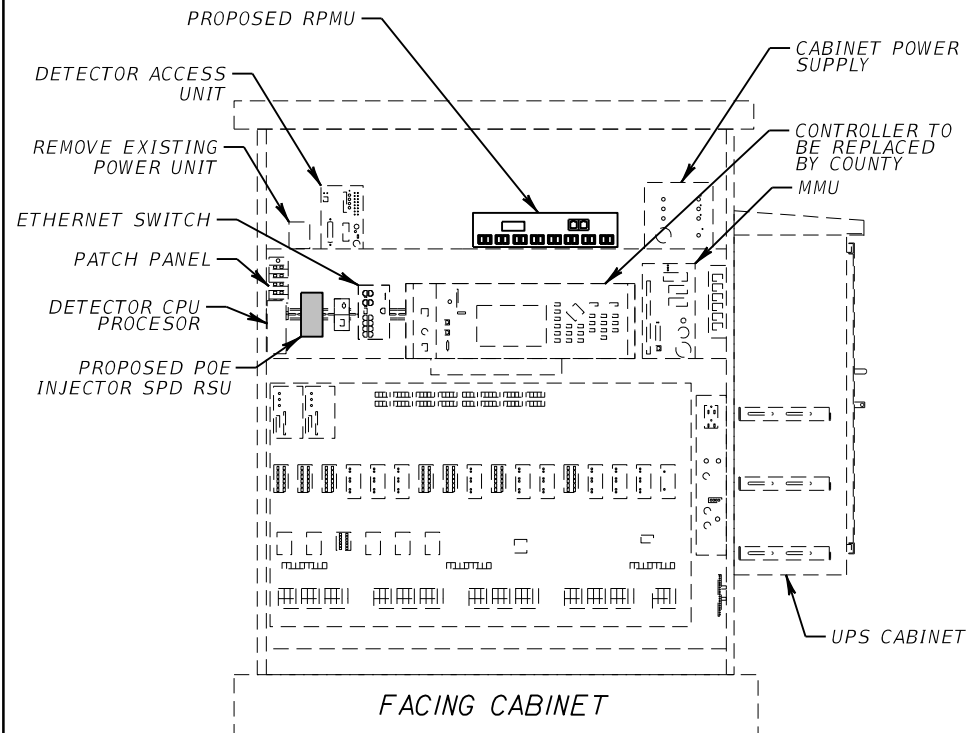 PROPOSED RPMU
CABINET POWER
SUPPLY
DETECTOR ACCESS
UNIT
CONTROLLER TO
BE REPLACED
BY COUNTY
REMOVE EXISTING
POWER UNIT
MMU
ETHERNET SWITCH
PATCH PANEL
DETECTOR CPU
PROCESOR
PROPOSED POE
INJECTOR SPD RSU
UPS CABINET
FACING CABINET